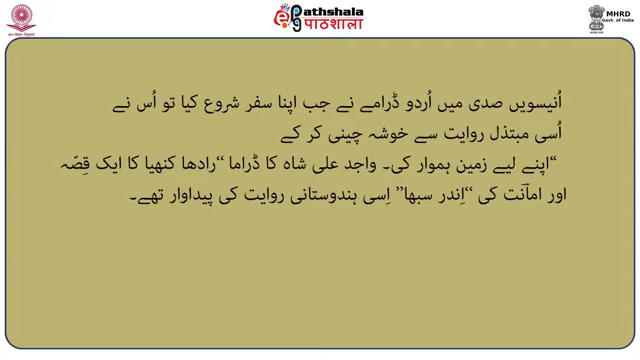 ePathshala
पाठशाला
MHRD
Govt. of India
اُنیسویں صدی میں اُردو ڈرامے نے جب اپنا سفر شروع کیا تو اُس نے
اُسی مبتذل روایت سے خوشہ چینی کر کے
“اپنے لیے زمین ہموار کی۔ واجد علی شاہ کا ڈراما “رادھا کنھیا کا ایک قِصّہ
اور امانؔت کی “اِندر سبھا” اِسی ہندوستانی روایت کی پیداوار تھے۔